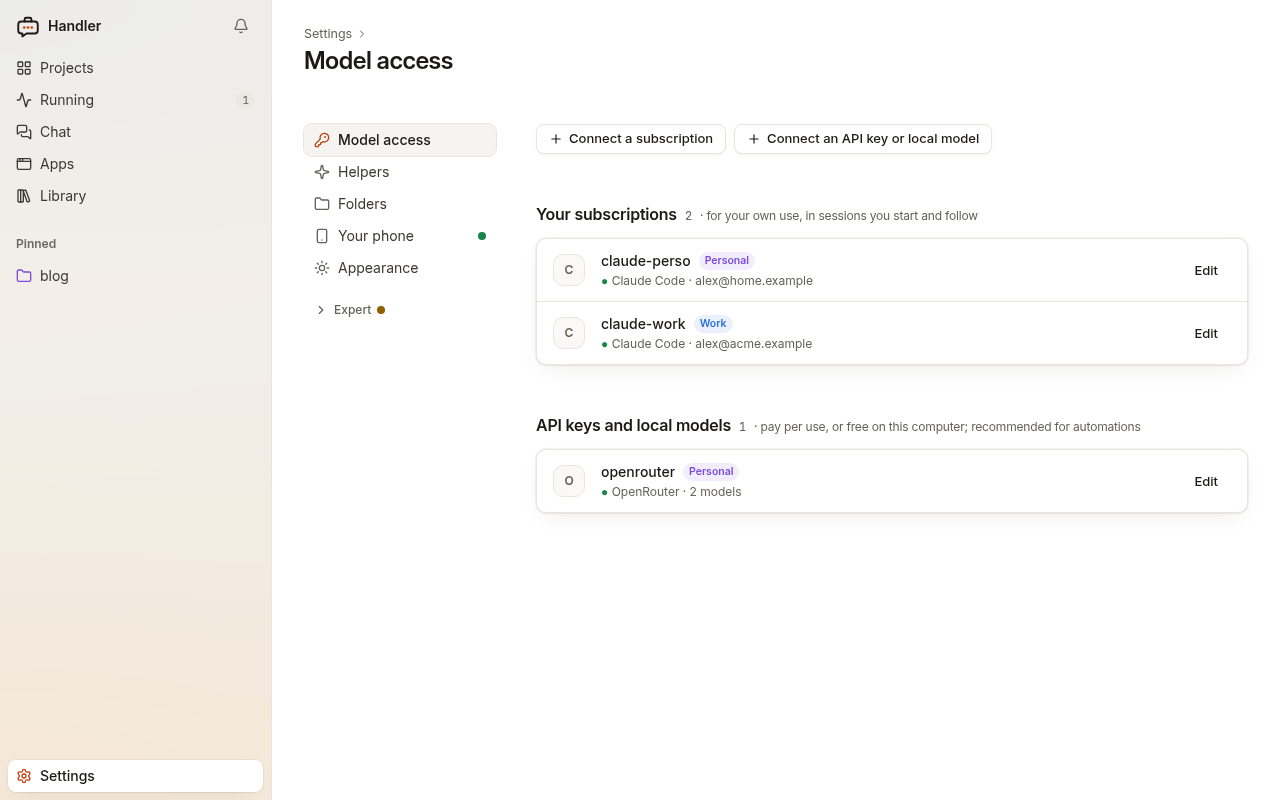 Handler
Projects
Running 1
Chat
Apps
Library
Pinned
blog
Settings
Settings
Model access
Model access
Helpers
Folders
Your phone
Appearance
Expert
Connect a subscription
Connect an API key or local model
Your subscriptions 2 · for your own use, in sessions you start and follow
C
claude-perso Personal
Claude Code · alex@home.example
Edit
C
claude-work Work
Claude Code · alex@acme.example
Edit
API keys and local models 1 · pay per use, or free on this computer; recommended for automations
O
openrouter Personal
OpenRouter · 2 models
Edit